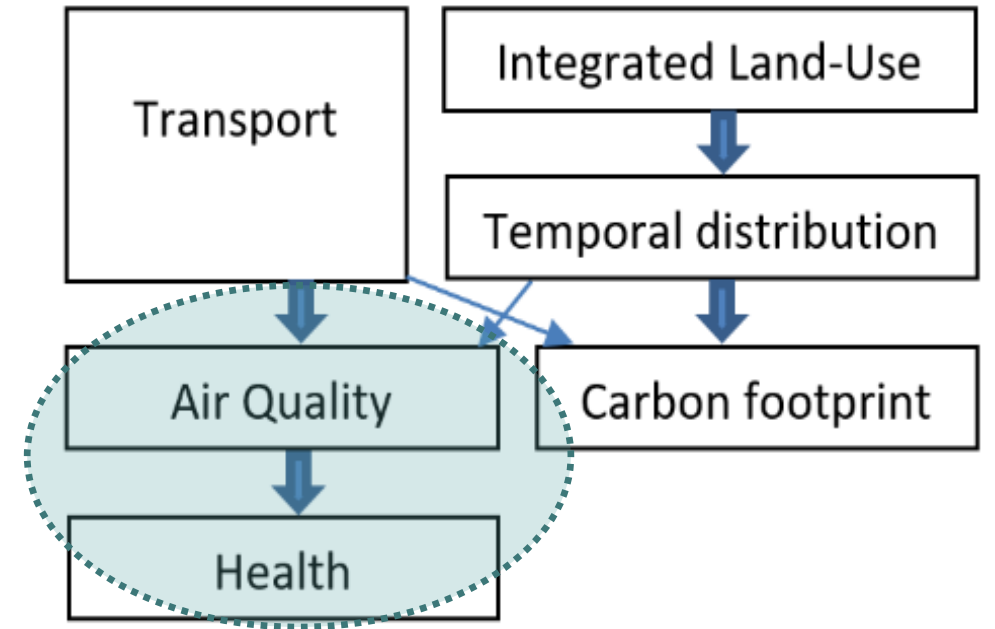 Transport
Integrated Land-Use
Temporal distribution
Air Quality
Carbon footprint
Health